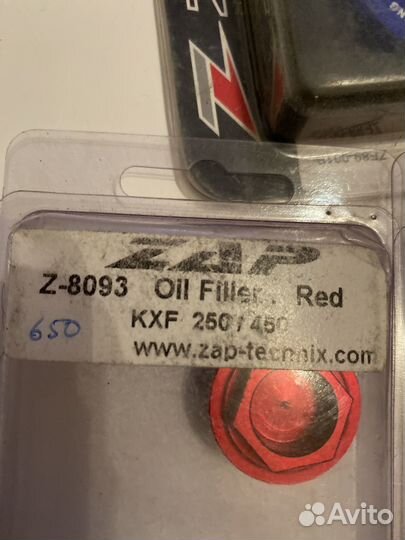 ZAP
Z-8093 Oil Filler . Red
650 KXF 250 / 450
www.zap-technix.com
Avito